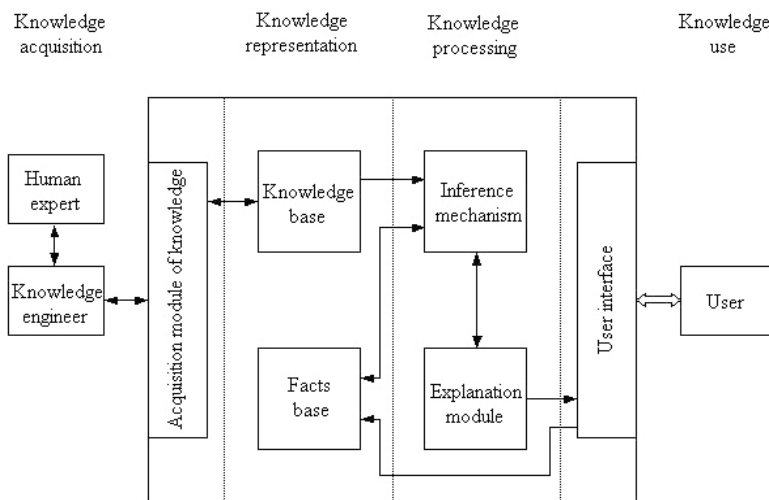 Knowledge
acquisition
Knowledge
representation
Knowledge
processing
Knowledge
use
Human
expert
Knowledge
engineer
Acquisition module of knowledge
Knowledge
base
Facts
base
Inference
mechanism
Explanation
module
User interface
User